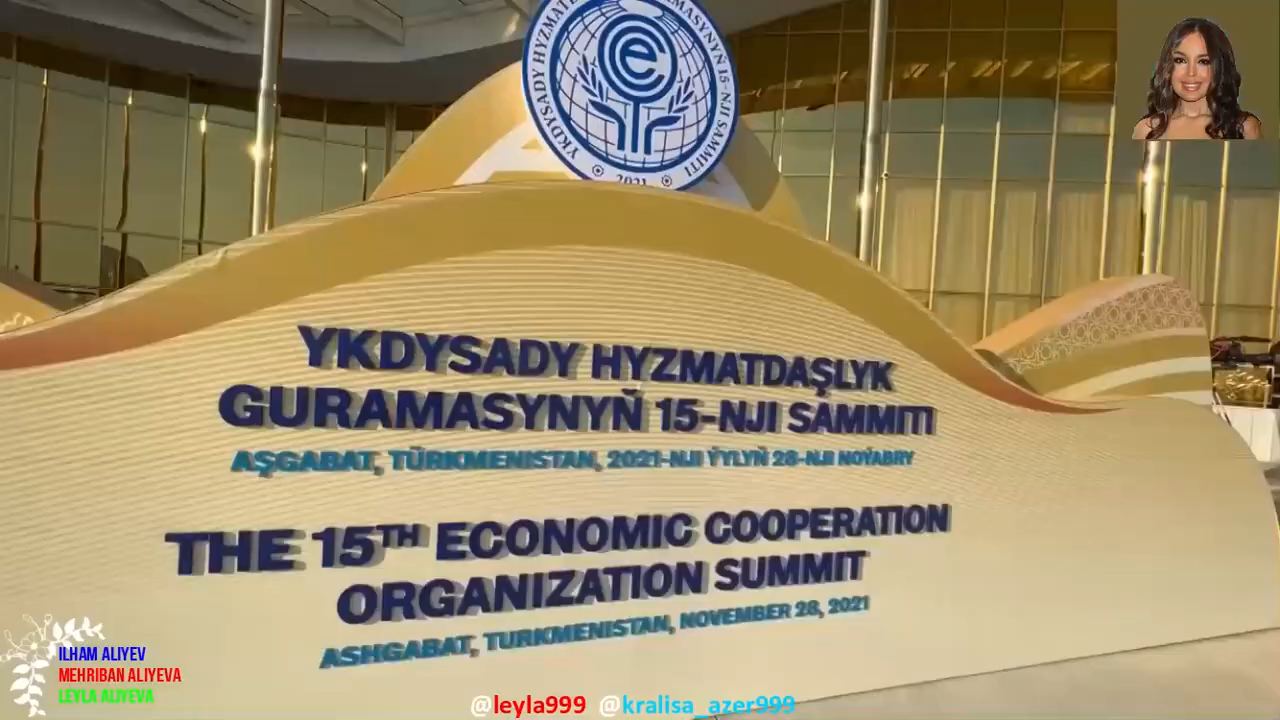 YKDYSADY HYZMATDAŞLYK
GURAMASYNYŇ 15-NJI SAMMITI
AŞGABAT, TÜRKMENISTAN, 2021-NJI ÝYLYŇ 28-NJI NOÝABRY
THE 15TH ECONOMIC COOPERATION
ORGANIZATION SUMMIT
ASHGABAT, TURKMENISTAN, NOVEMBER 28, 2021
YKDYSADY HYZMAT MASYNYŇ 15-NJI SAMMITI
2021
ILHAM ALIYEV
MEHRIBAN ALIYEVA
LEYLA ALIYEVA
@leyla999 @kralisa_azer999